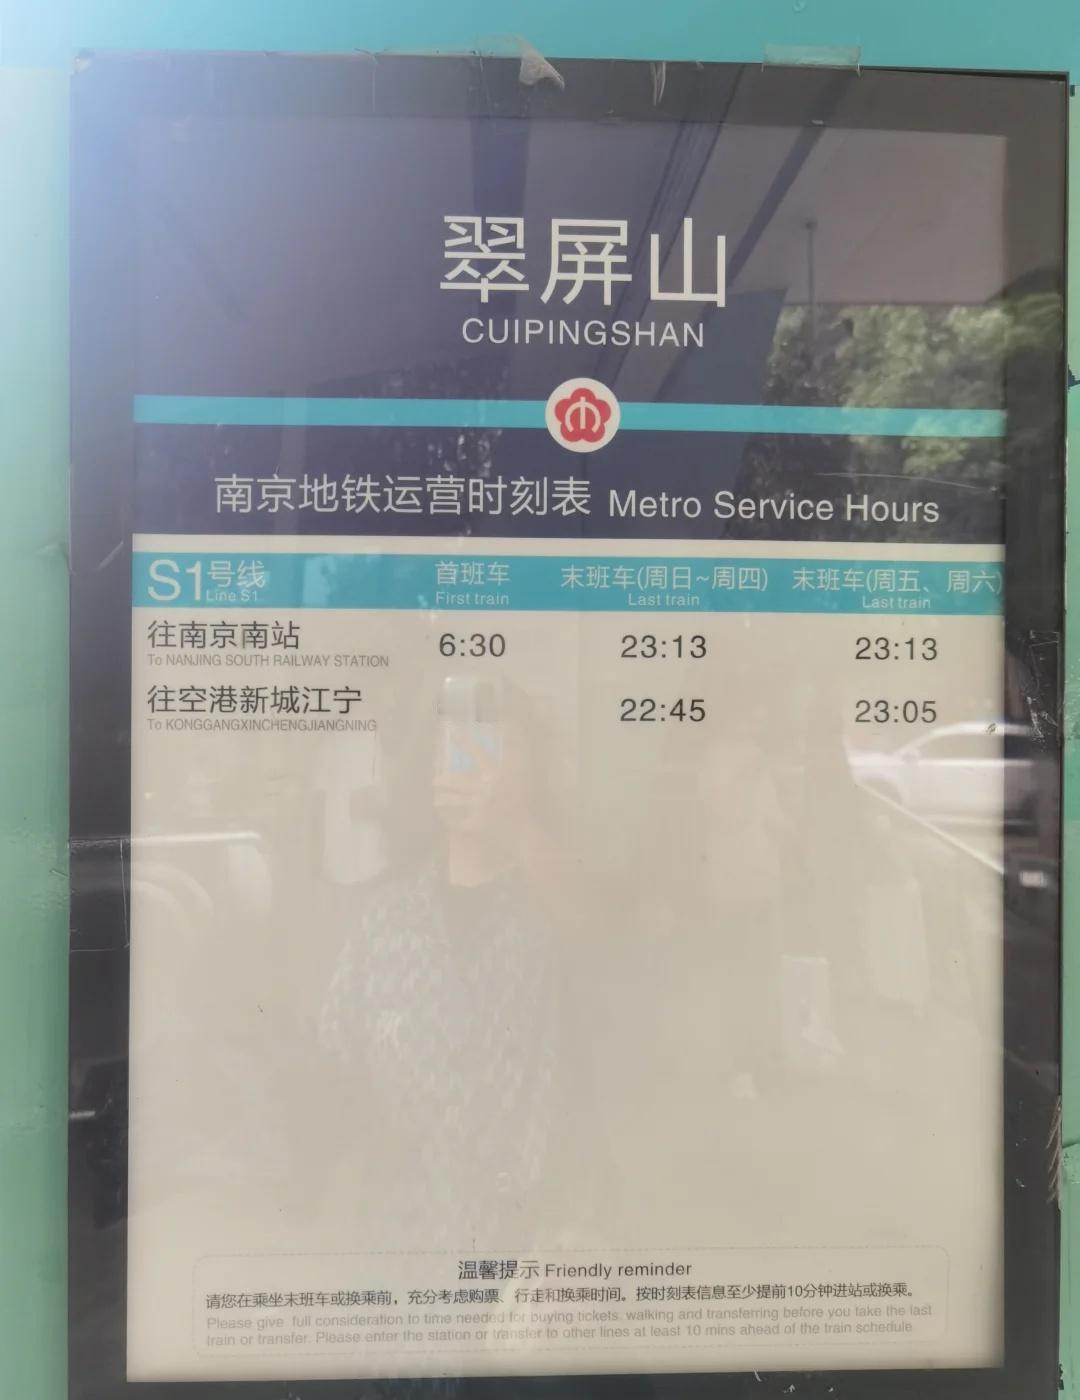 翠屏山
CUIPINGSHAN
南京地铁运营时刻表 Metro Service Hours
S1号线 首班车 末班车(周日~周四) 末班车(周五、周六)
Line S1 First train Last train Last train
往南京南站 6:30 23:13 23:13
To NANJING SOUTH RAILWAY STATION
往空港新城江宁 22:45 23:05
To KONGGANGXINCHENGJIANGNING
温馨提示 Friendly reminder
请您在乘坐末班车或换乘前，充分考虑购票、行走和换乘时间。按时刻表信息至少提前10分钟进站或换乘。
Please give full consideration to time needed for buying tickets, walking and transferring before you take the last
train or transfer. Please enter the station or transfer to other lines at least 10 mins ahead of the train schedule